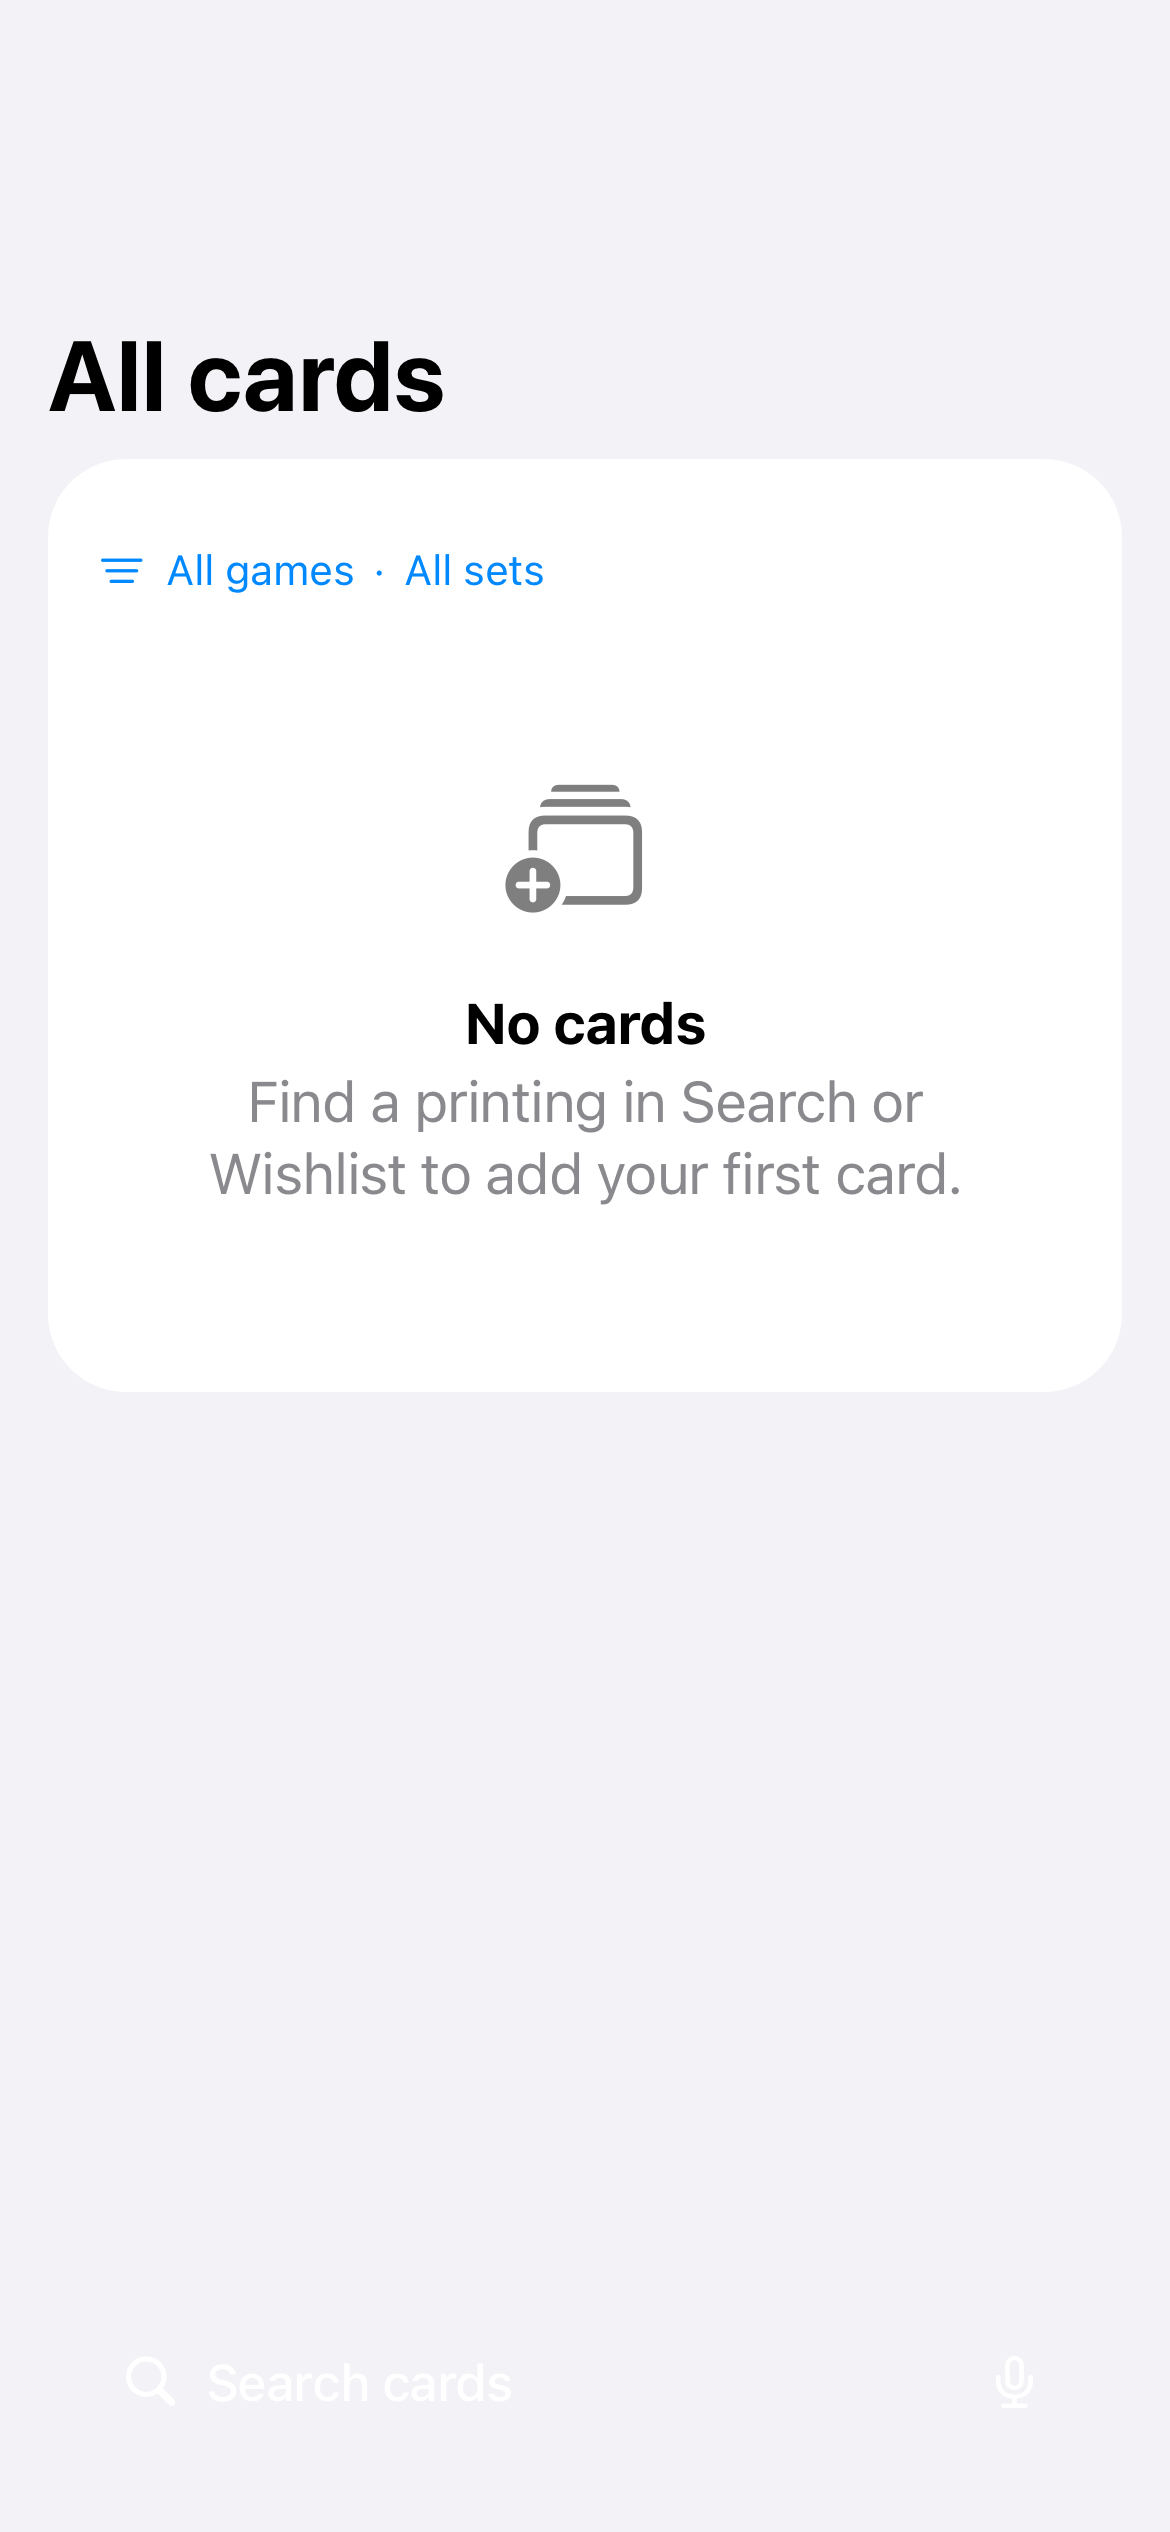 All cards
All games · All sets
No cards
Find a printing in Search or
Wishlist to add your first card.
Search cards